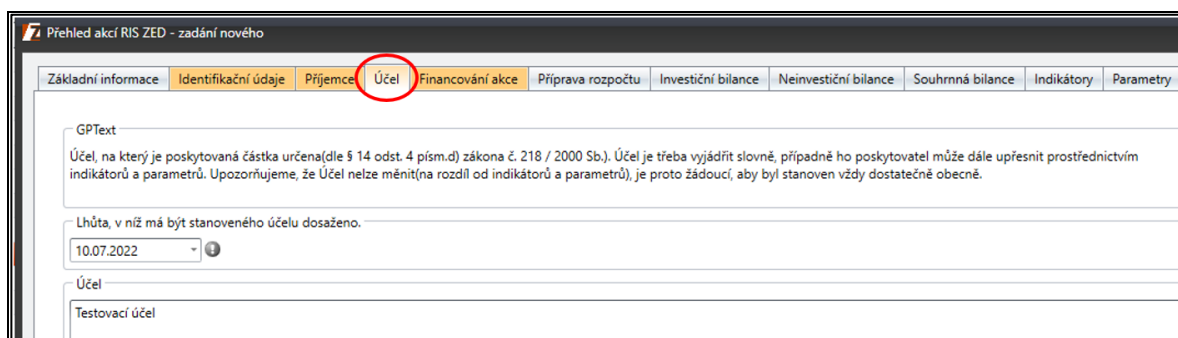 Přehled akcí RIS ZED - zadání nového
Základní informace Identifikační údaje Příjemce Účel Financování akce Příprava rozpočtu Investiční bilance Neinvestiční bilance Souhrnná bilance Indikátory Parametry
GPText
Účel, na který je poskytovaná částka určena(dle § 14 odst. 4 písm.d) zákona č. 218 / 2000 Sb.). Účel je třeba vyjádřit slovně, případně ho poskytovatel může dále upřesnit prostřednictvím
indikátorů a parametrů. Upozorňujeme, že Účel nelze měnit(na rozdíl od indikátorů a parametrů), je proto žádoucí, aby byl stanoven vždy dostatečně obecně.
Lhůta, v níž má být stanoveného účelu dosaženo.
10.07.2022
Účel
Testovací účel